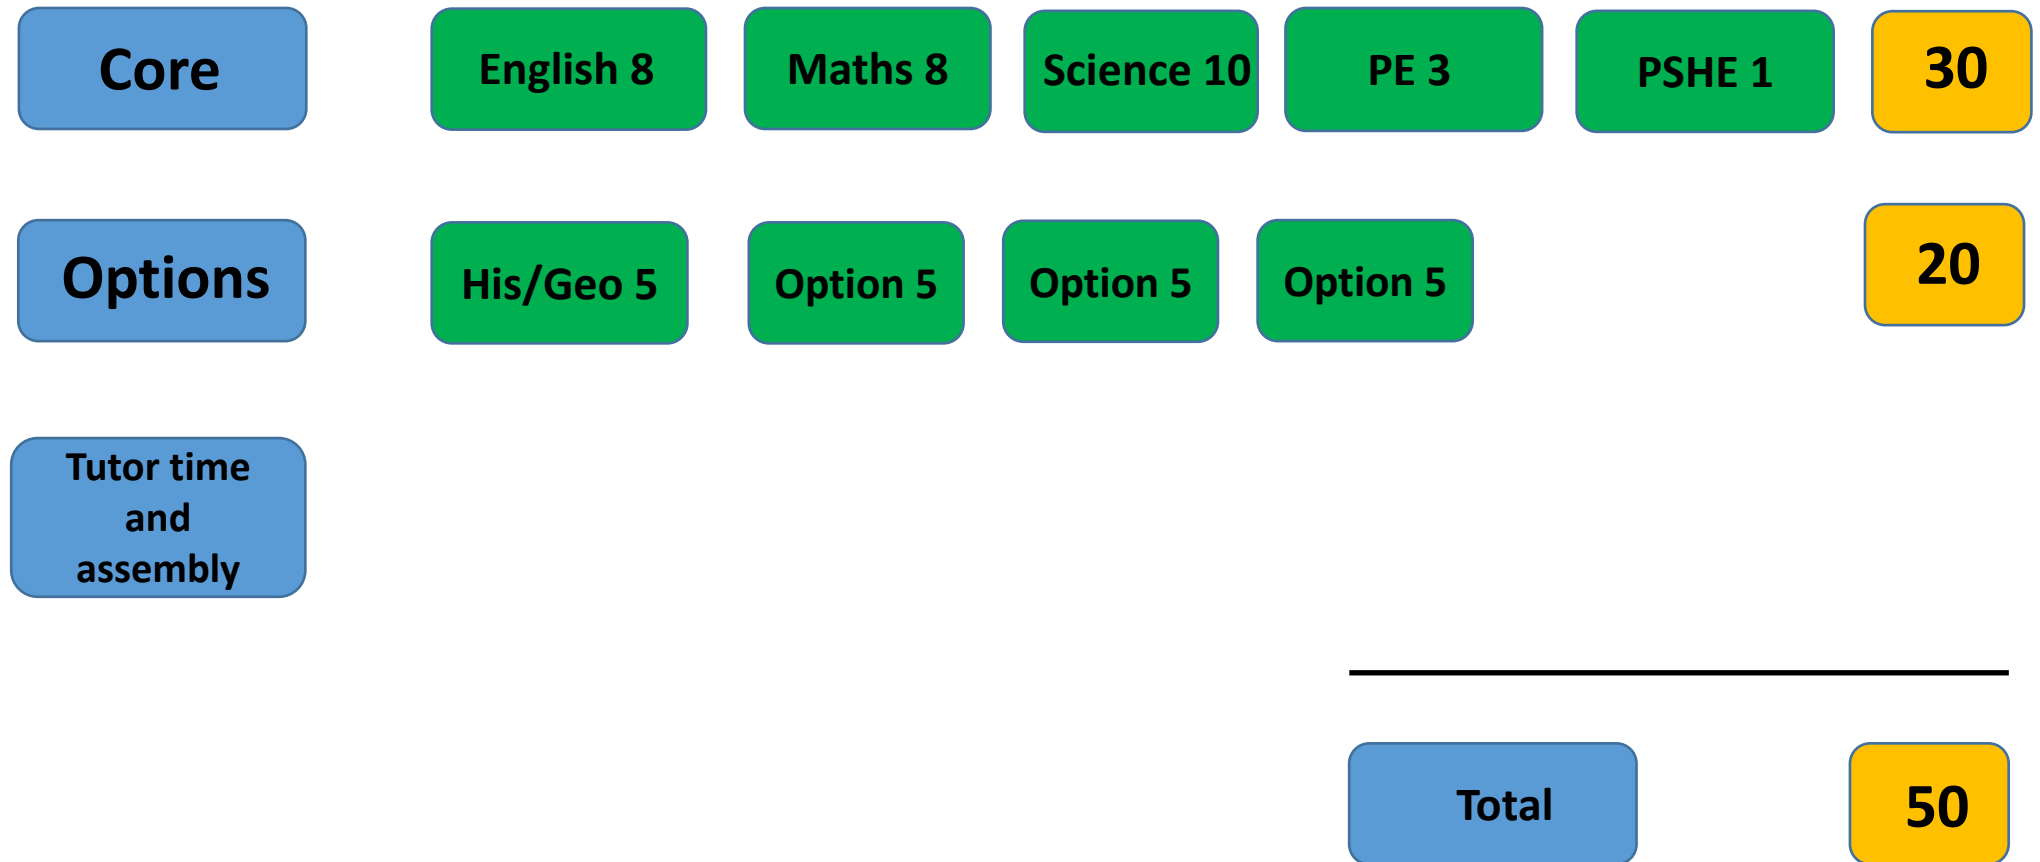 Core
English 8
Maths 8
Science 10
PE 3
PSHE 1
30
Options
His/Geo 5
Option 5
Option 5
Option 5
20
Tutor time
and
assembly
Total
50